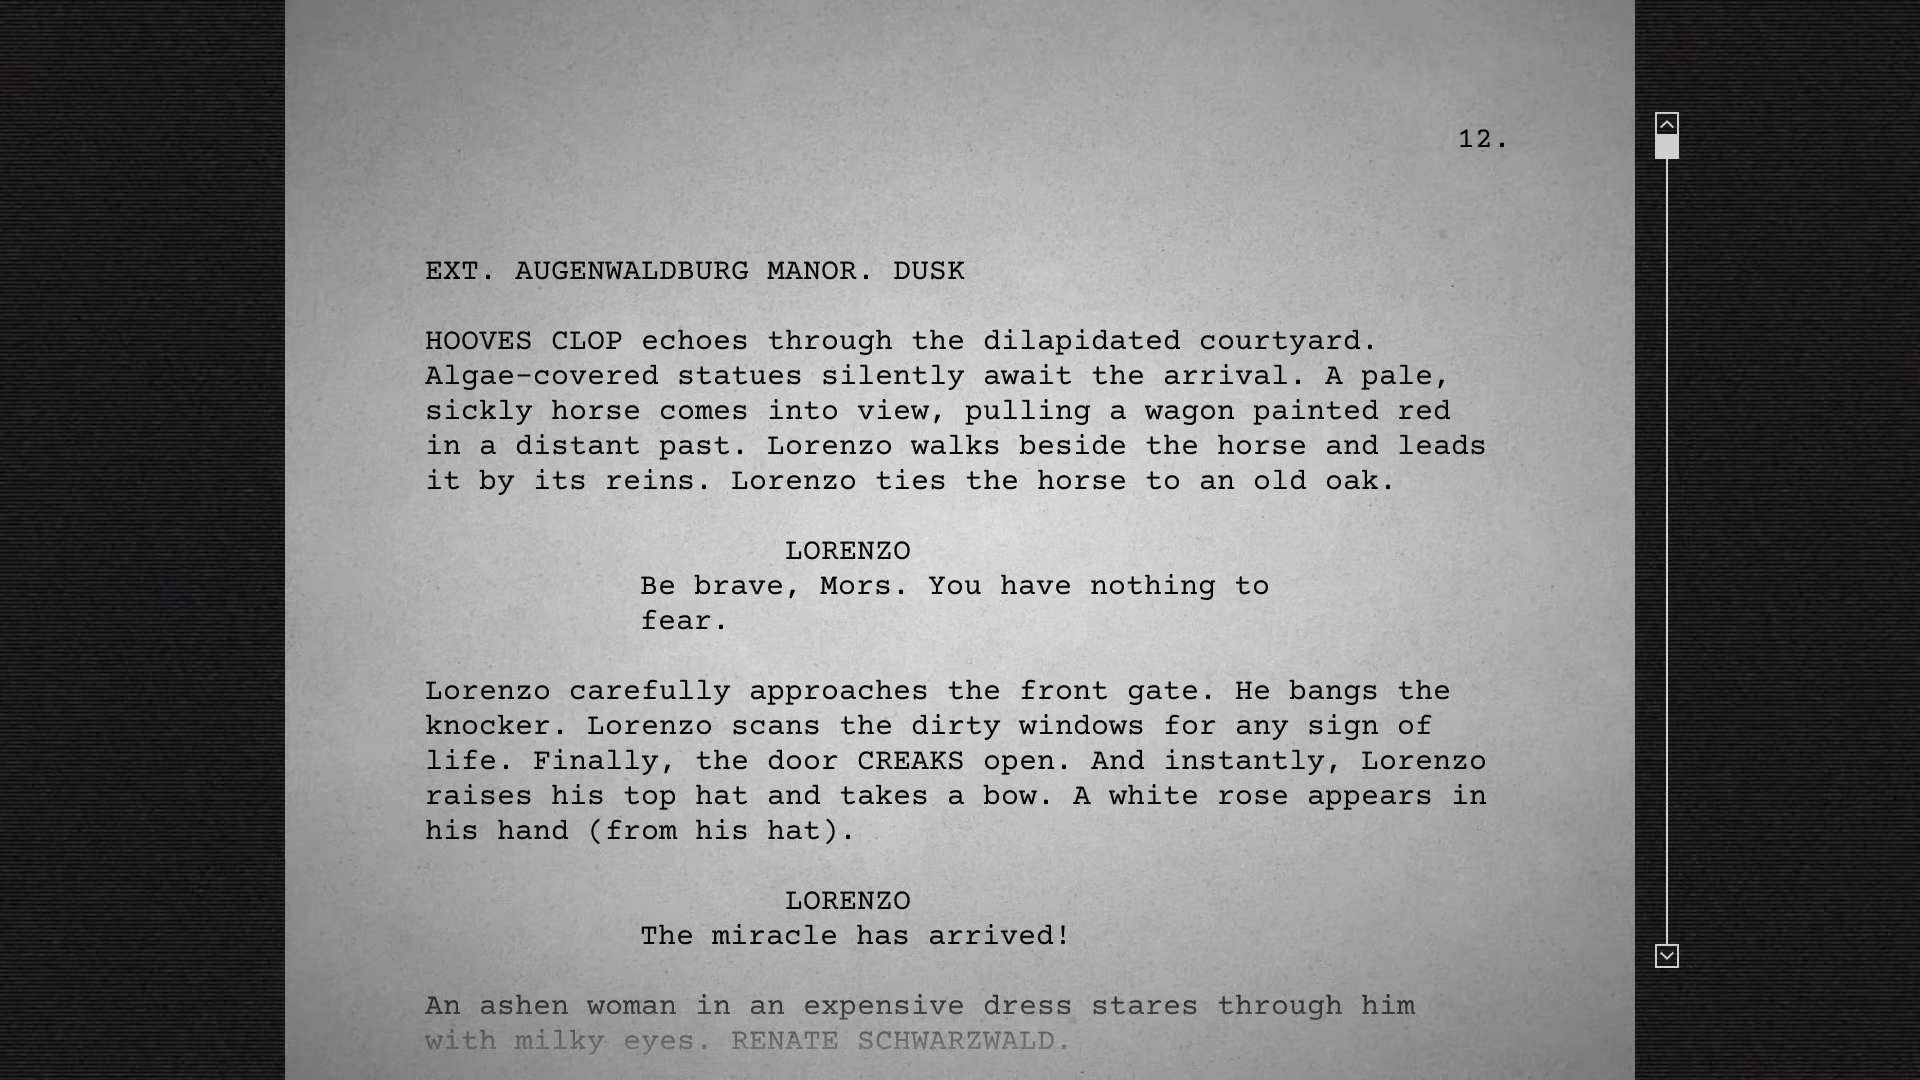 12.
EXT. AUGENWALDBURG MANOR. DUSK
HOOVES CLOP echoes through the dilapidated courtyard.
Algae-covered statues silently await the arrival. A pale,
sickly horse comes into view, pulling a wagon painted red
in a distant past. Lorenzo walks beside the horse and leads
it by its reins. Lorenzo ties the horse to an old oak.
LORENZO
Be brave, Mors. You have nothing to
fear.
Lorenzo carefully approaches the front gate. He bangs the
knocker. Lorenzo scans the dirty windows for any sign of
life. Finally, the door CREAKS open. And instantly, Lorenzo
raises his top hat and takes a bow. A white rose appears in
his hand (from his hat).
LORENZO
The miracle has arrived!
An ashen woman in an expensive dress stares through him
with milky eyes. RENATE SCHWARZWALD.